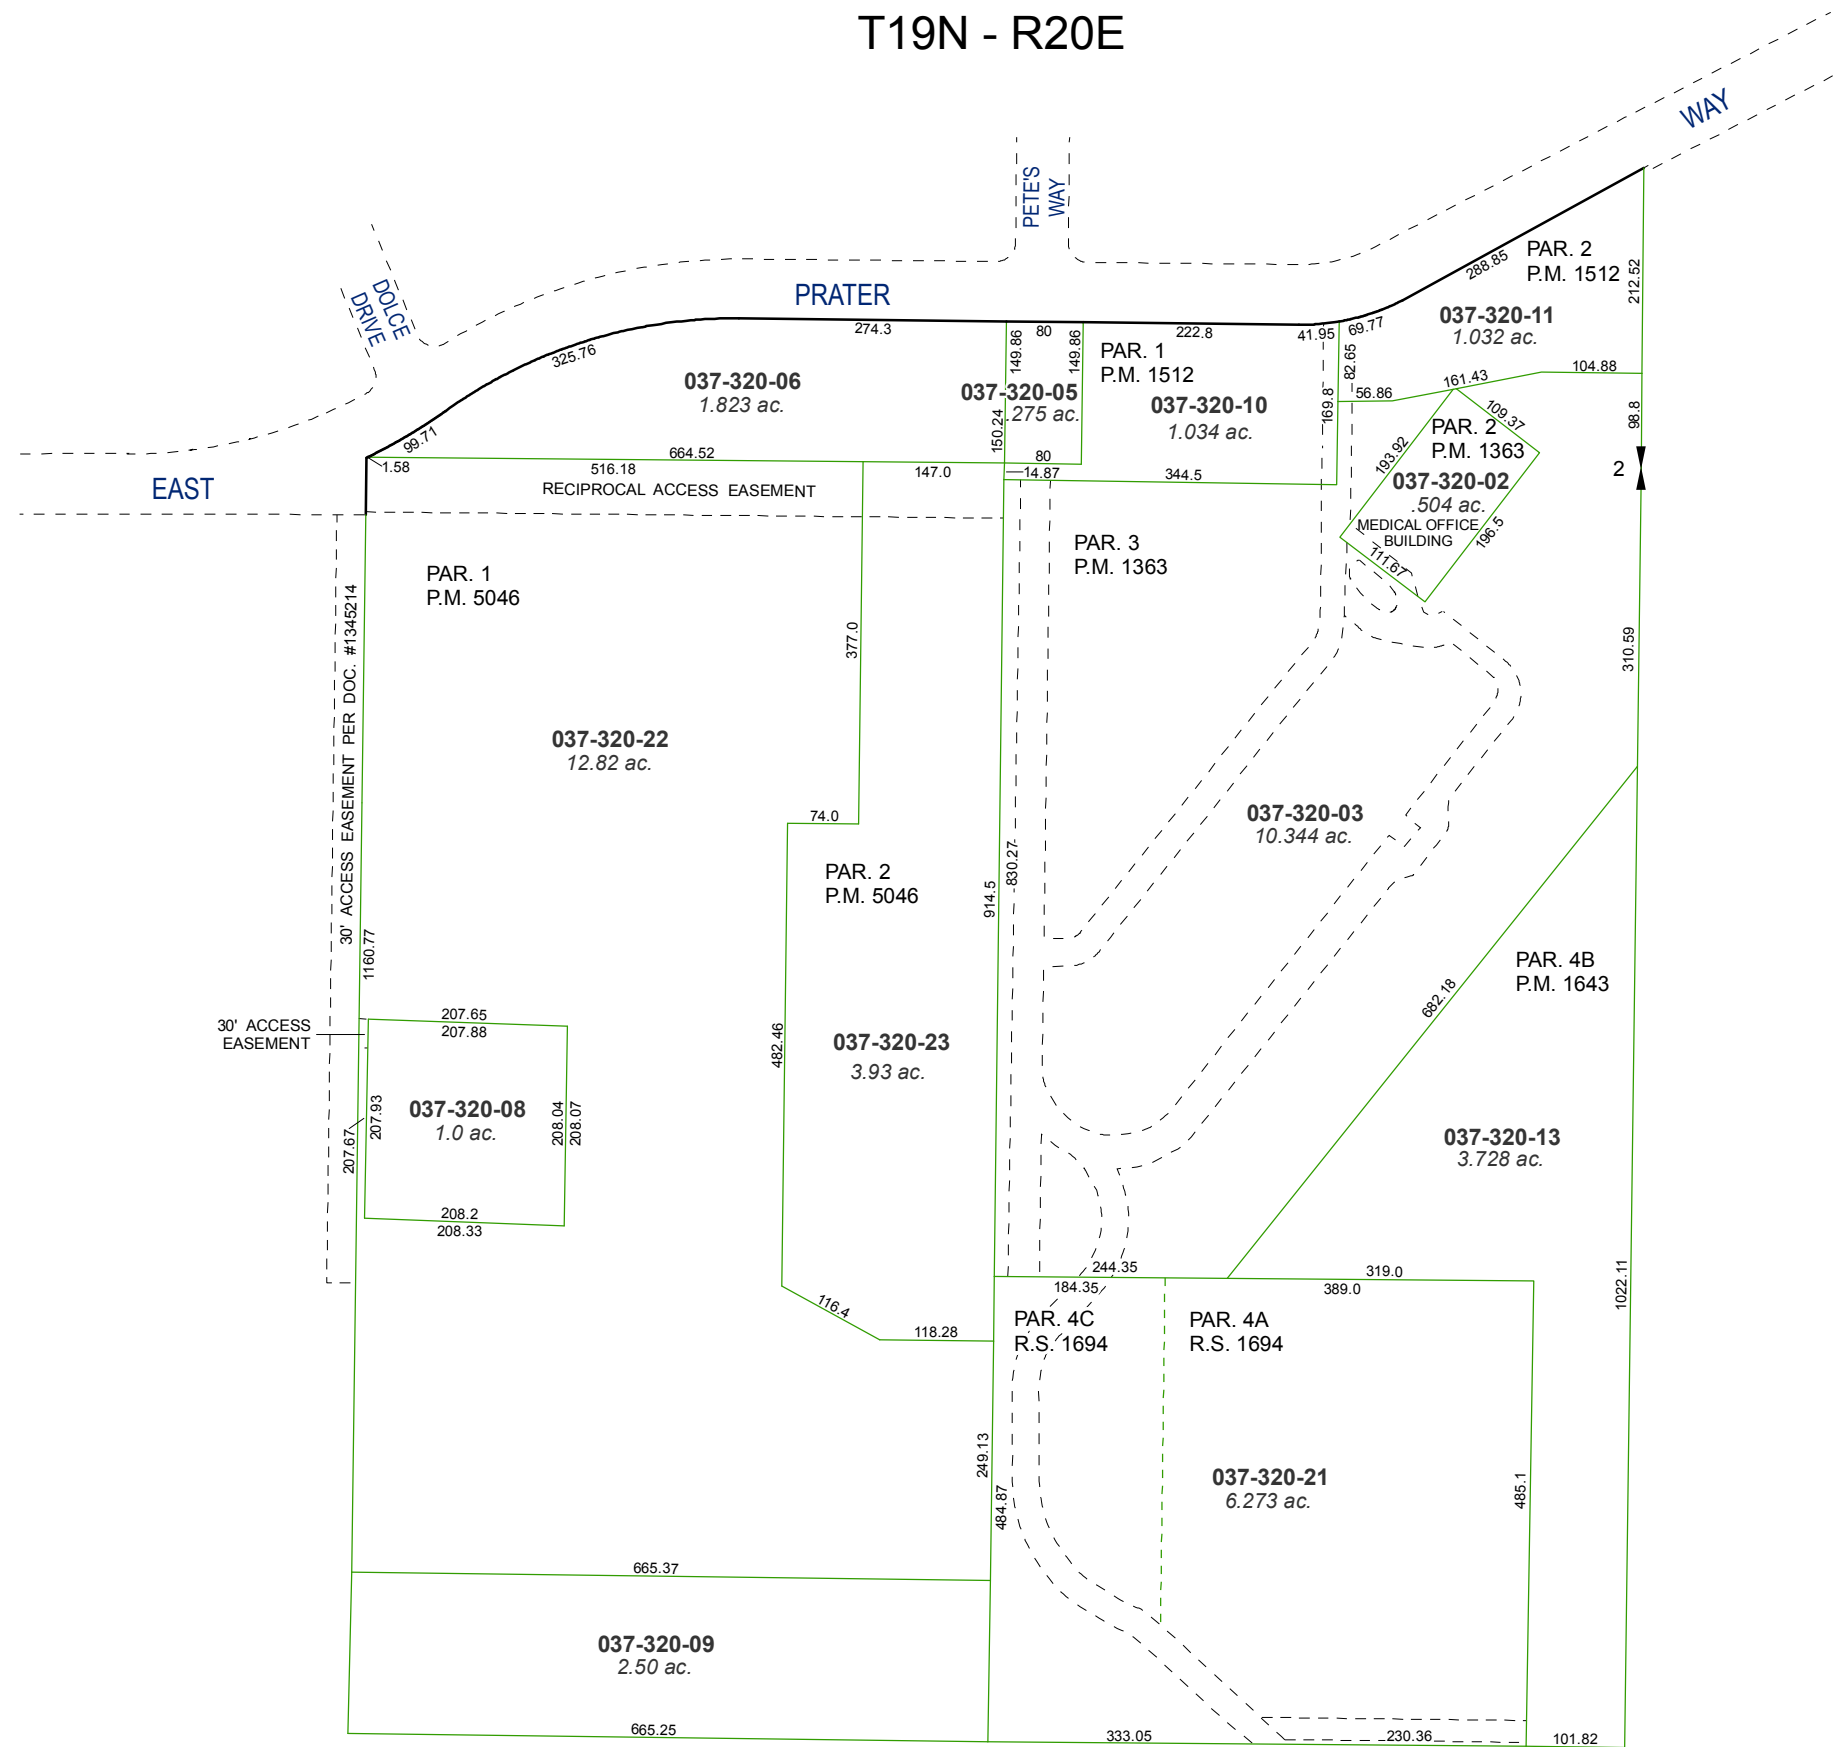 T19N - R20E
WAY
PETE'S
WAY
DOLCE
DRIVE
PRATER
EAST
PAR. 2
P.M. 1512
288.85
212.52
037-320-11
1.032 ac.
274.3
80
222.8
41.95
69.77
325.76
149.86
149.86
82.65
PAR. 1
P.M. 1512
037-320-06
1.823 ac.
037-320-05
.275 ac.
037-320-10
1.034 ac.
161.43
104.88
56.86
169.8
109.37
98.8
99.71
150.24
193.92
PAR. 2
P.M. 1363
664.52
80
1.58
516.18
147.0
14.87
344.5
2
037-320-02
.504 ac.
RECIPROCAL ACCESS EASEMENT
MEDICAL OFFICE
BUILDING
196.5
111.67
PAR. 3
P.M. 1363
PAR. 1
P.M. 5046
30' ACCESS EASEMENT PER DOC. #1345214
377.0
310.59
037-320-22
12.82 ac.
74.0
037-320-03
10.344 ac.
PAR. 2
P.M. 5046
830.27
914.5
1160.77
PAR. 4B
P.M. 1643
682.18
30' ACCESS
EASEMENT
207.65
207.88
482.46
037-320-23
3.93 ac.
037-320-08
1.0 ac.
207.93
207.67
208.04
208.07
037-320-13
3.728 ac.
208.2
208.33
244.35
319.0
184.35
389.0
1022.11
116.4
118.28
PAR. 4C
R.S. 1694
PAR. 4A
R.S. 1694
249.13
484.87
037-320-21
6.273 ac.
485.1
665.37
037-320-09
2.50 ac.
665.25
333.05
230.36
101.82